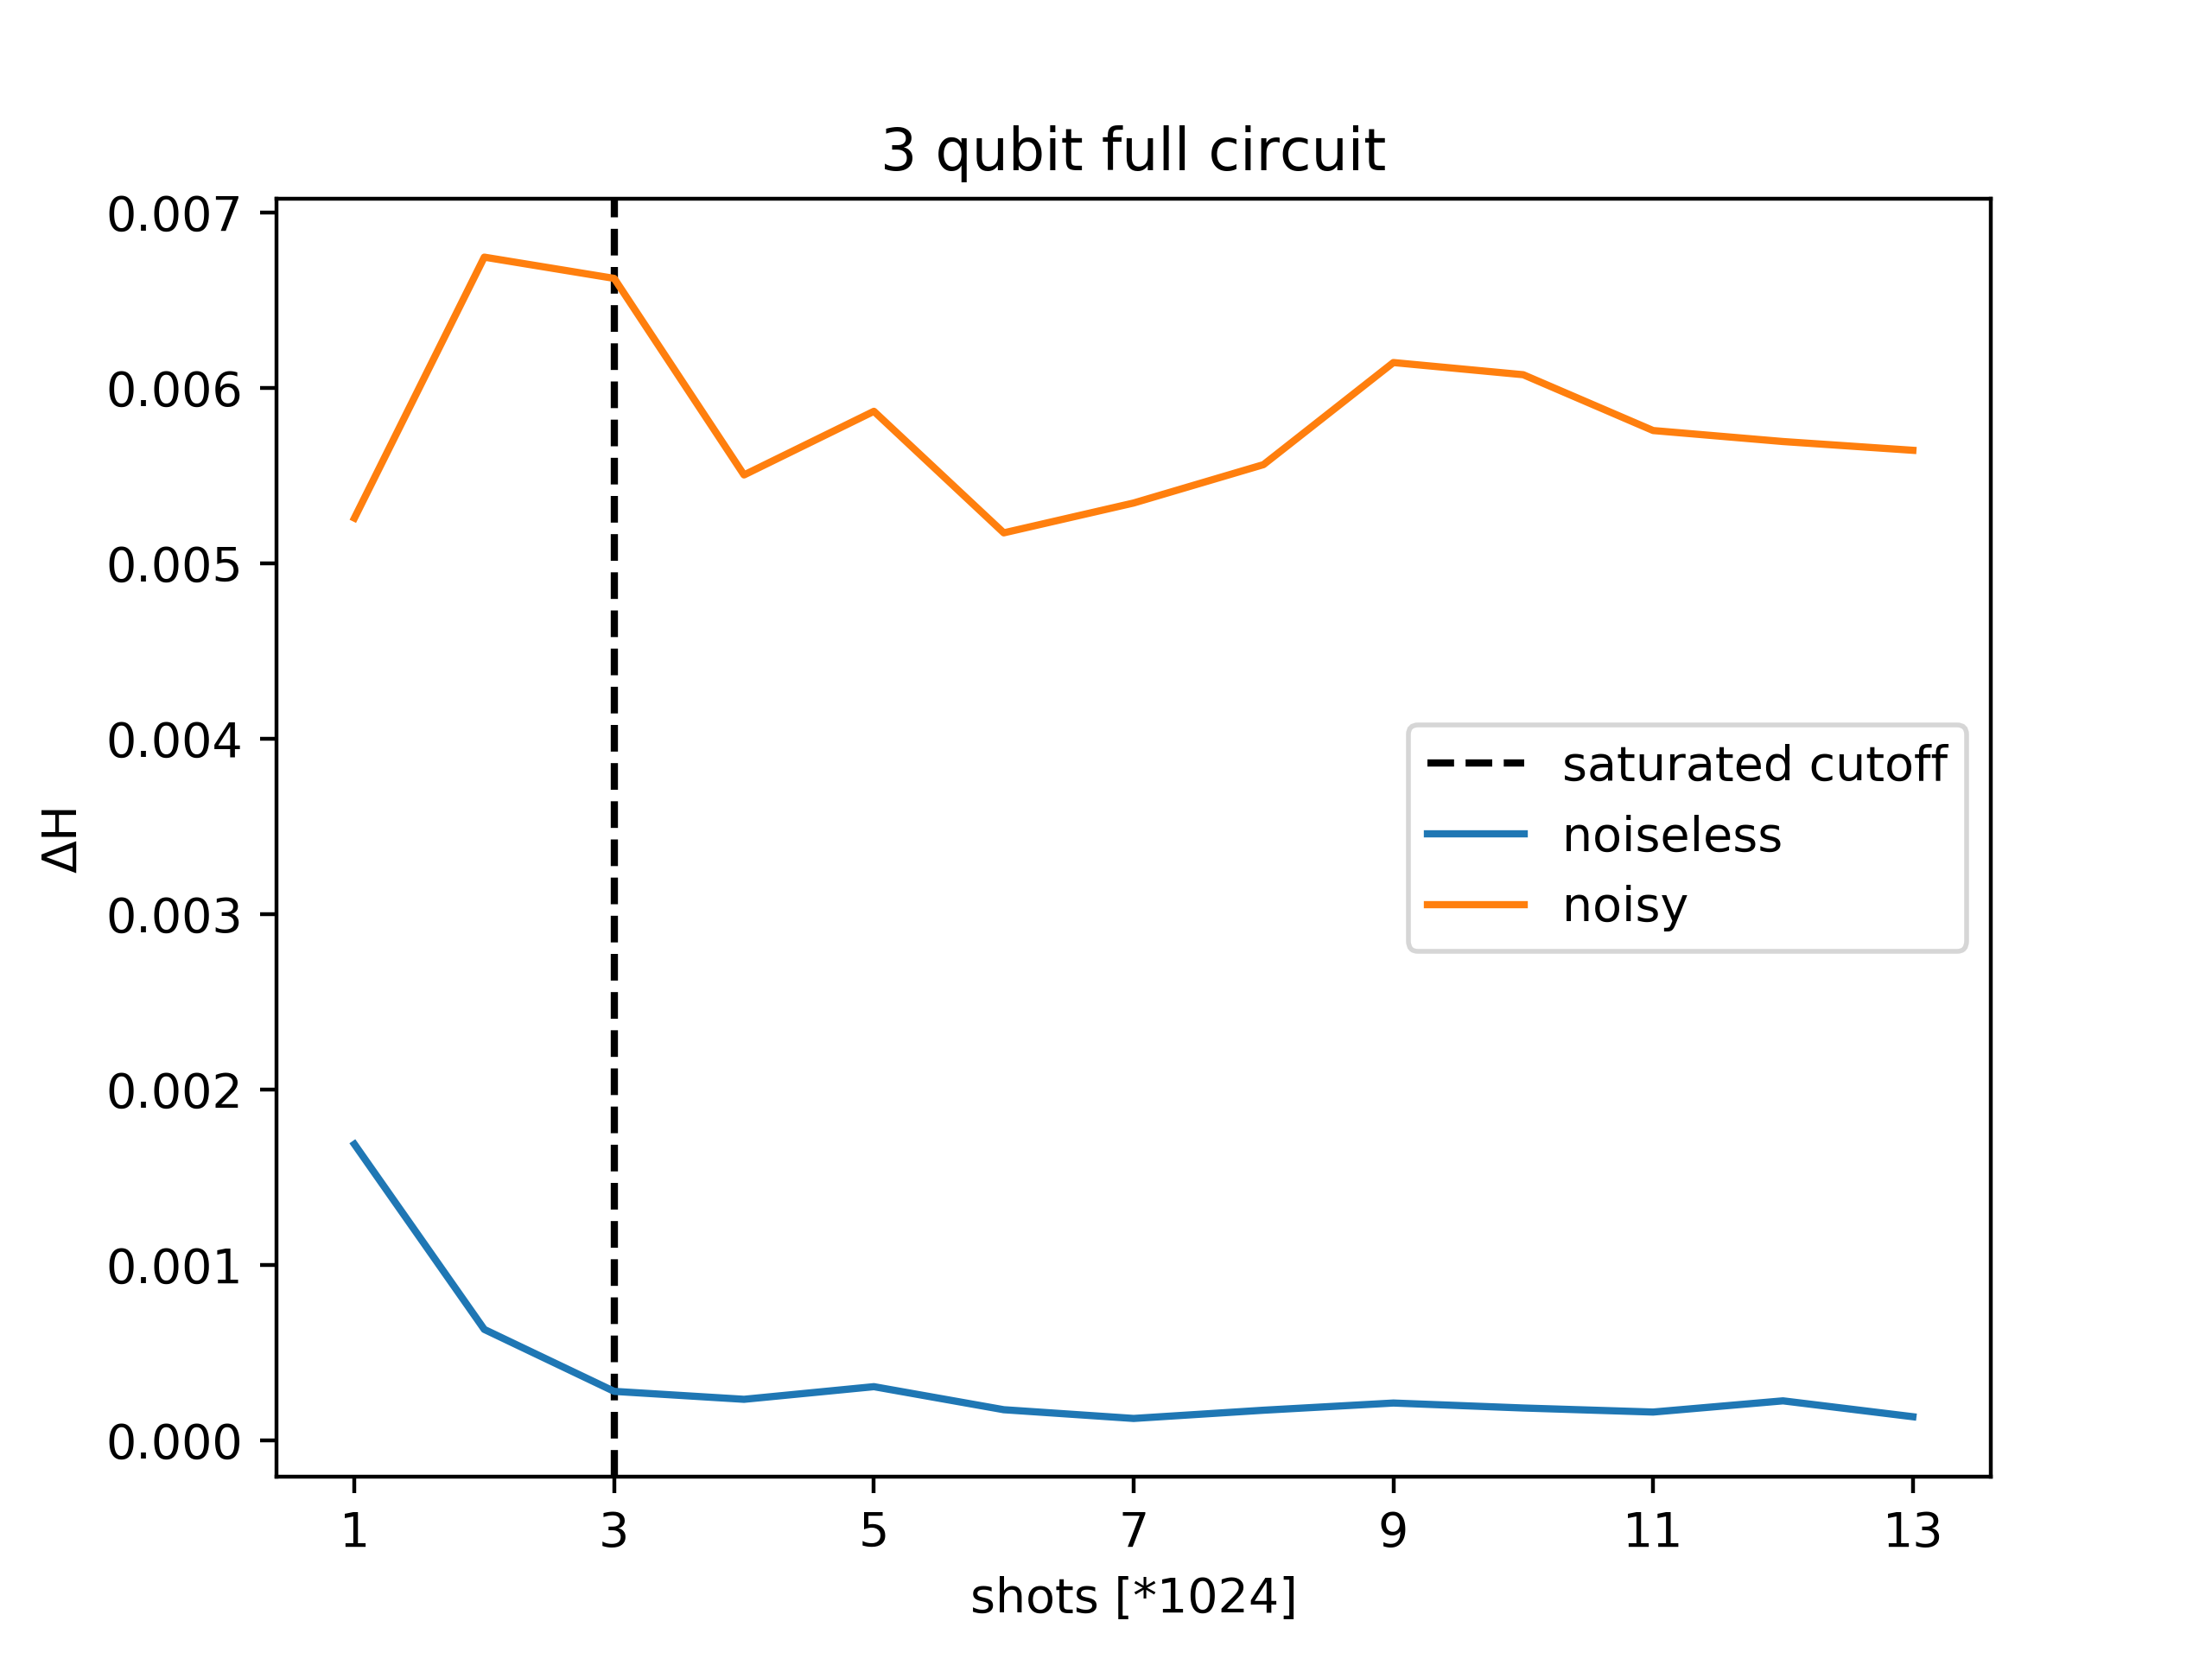 3 qubit full circuit
0.007
0.006
0.005
0.004
0.003
0.002
0.001
0.000
ΔH
saturated cutoff
noiseless
noisy
1 3 5 7 9 11 13
shots [*1024]